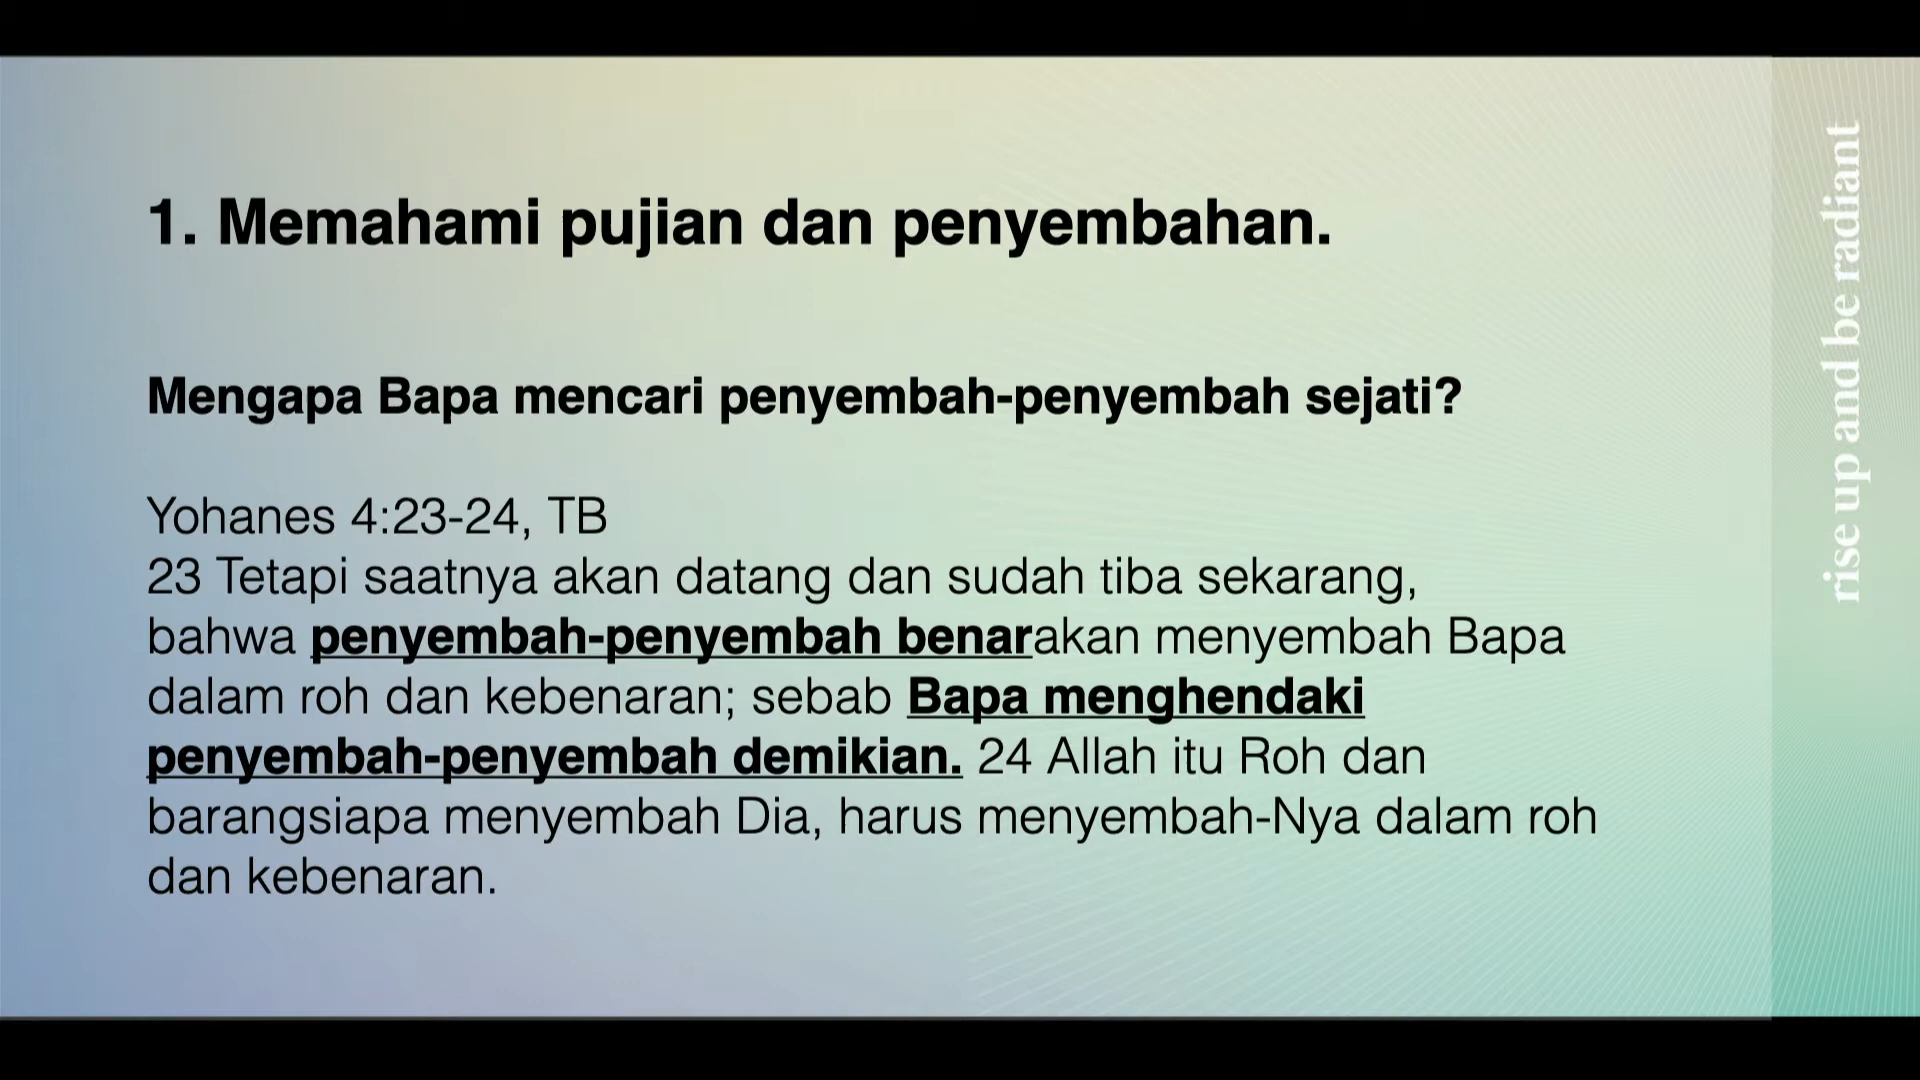 1. Memahami pujian dan penyembahan.
Mengapa Bapa mencari penyembah-penyembah sejati?
Yohanes 4:23-24, TB
23 Tetapi saatnya akan datang dan sudah tiba sekarang,
bahwa penyembah-penyembah benarakan menyembah Bapa
dalam roh dan kebenaran; sebab Bapa menghendaki
penyembah-penyembah demikian. 24 Allah itu Roh dan
barangsiapa menyembah Dia, harus menyembah-Nya dalam roh
dan kebenaran.
rise up and be radiant